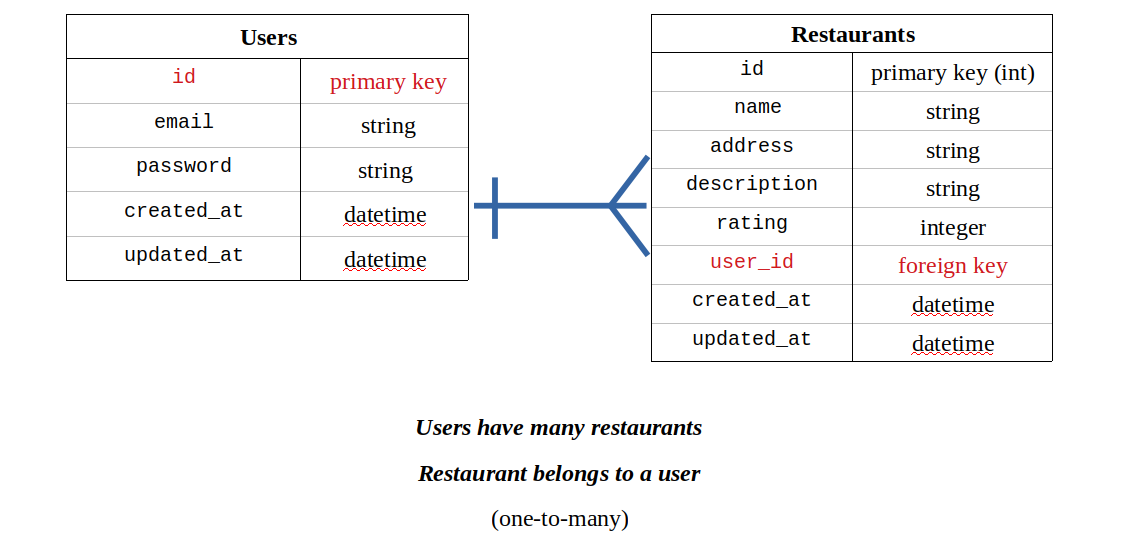 Users
id primary key
email string
password string
created_at datetime
updated_at datetime
Restaurants
id primary key (int)
name string
address string
description string
rating integer
user_id foreign key
created_at datetime
updated_at datetime
Users have many restaurants
Restaurant belongs to a user
(one-to-many)